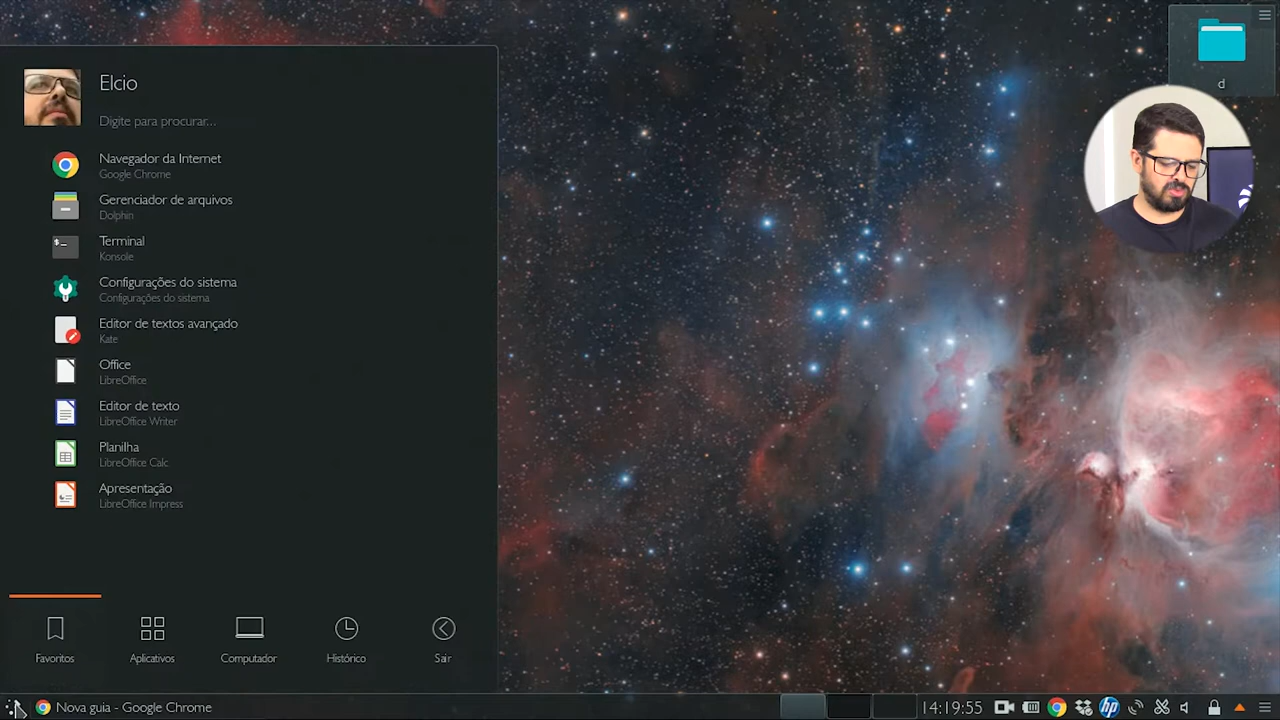 Elcio
Digite para procurar...
Navegador da Internet
Google Chrome
Gerenciador de arquivos
Dolphin
Terminal
Konsole
Configurações do sistema
Configurações do sistema
Editor de textos avançado
Kate
Office
LibreOffice
Editor de texto
LibreOffice Writer
Planilha
LibreOffice Calc
Apresentação
LibreOffice Impress
Favoritos
Aplicativos
Computador
Histórico
Sair
d
Nova guia - Google Chrome
14:19:55
hp